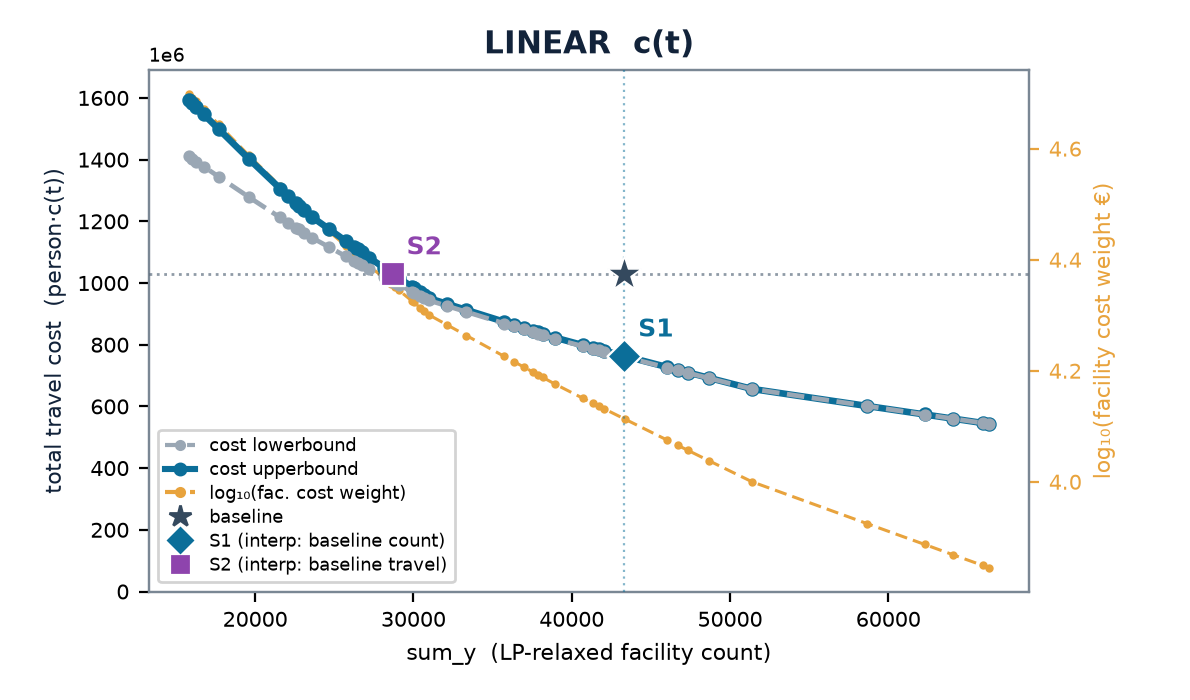 LINEAR c(t)
1e6
1600
1400
1200
1000
800
600
400
200
0
total travel cost (person·c(t))
4.6
4.4
4.2
4.0
log₁₀(facility cost weight €)
S2
S1
cost lowerbound
cost upperbound
log₁₀(fac. cost weight)
baseline
S1 (interp: baseline count)
S2 (interp: baseline travel)
20000 30000 40000 50000 60000
sum_y (LP-relaxed facility count)